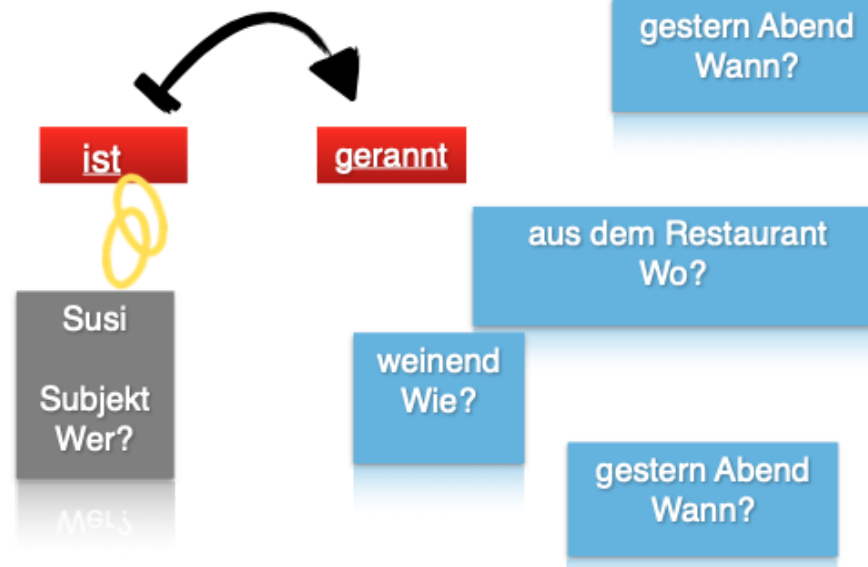 gestern Abend
Wann?
ist
gerannt
aus dem Restaurant
Wo?
Susi
Subjekt
Wer?
weinend
Wie?
gestern Abend
Wann?